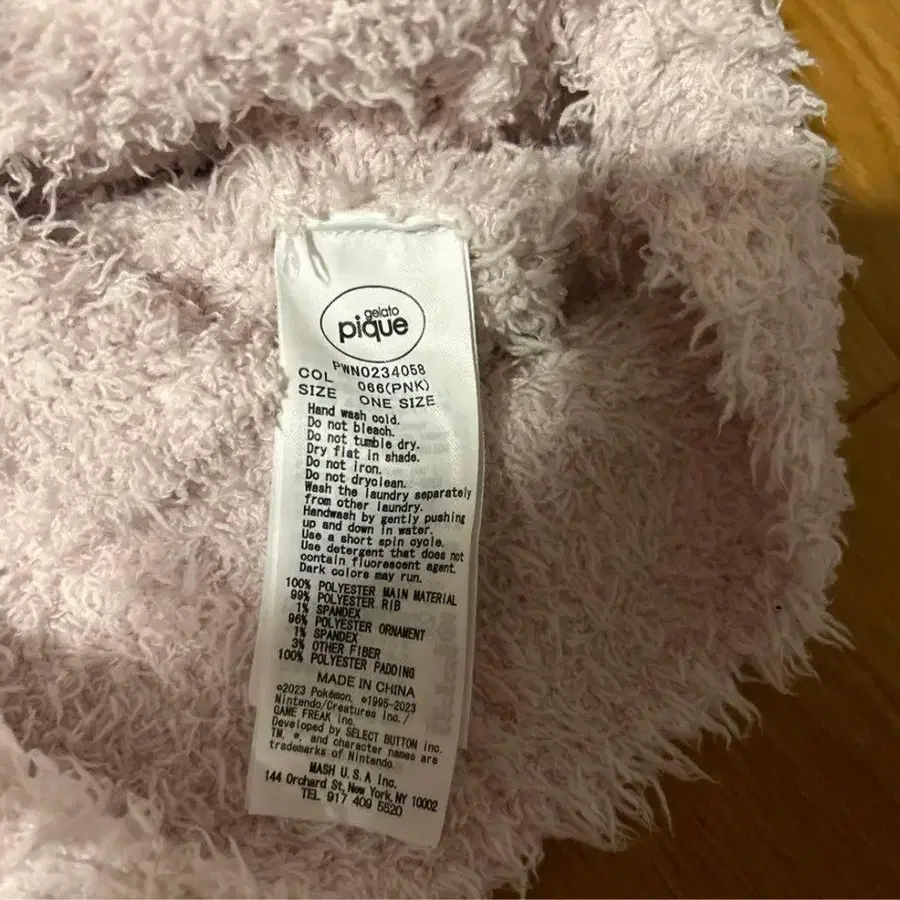 gelato
pique
PWNO234058
COL 066(PNK)
SIZE ONE SIZE
Hand wash cold.
Do not bleach.
Do not tumble dry.
Dry flat in shade.
Do not iron.
Do not dryclean.
Wash the laundry separately
from other laundry.
Handwash by gently pushing
up and down in water.
Use a short spin cycle.
Use detergent that does not
contain fluorescent agent.
Dark colors may run.
100% POLYESTER MAIN MATERIAL
99% POLYESTER RIB
1% SPANDEX
96% POLYESTER ORNAMENT
1% SPANDEX
3% OTHER FIBER
100% POLYESTER PADDING
MADE IN CHINA
©2023 Pokémon. ©1995-2023
Nintendo/Creatures Inc./
GAME FREAK inc.
Developed by SELECT BUTTON inc.
TM, ®, and character names are
trademarks of Nintendo.
MASH U.S.A Inc.
144 Orchard St, New York, NY 10002
TEL 917 409 5520